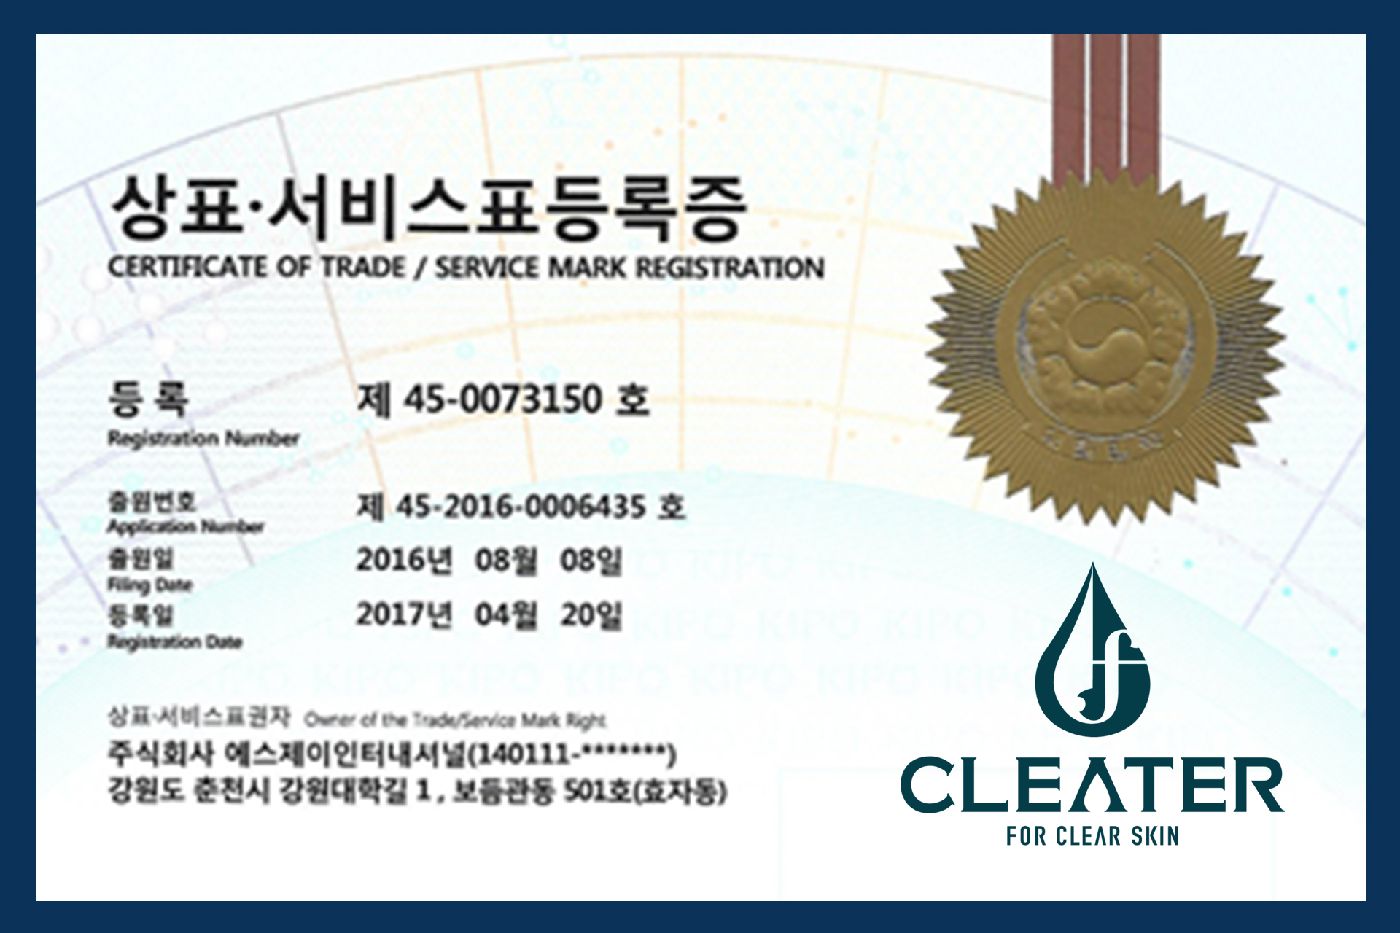 상표·서비스표등록증
CERTIFICATE OF TRADE / SERVICE MARK REGISTRATION
등 록 제 45-0073150 호
Registration Number
출원번호 제 45-2016-0006435 호
Application Number
출원일 2016년 08월 08일
Filing Date
등록일 2017년 04월 20일
Registration Date
상표·서비스표권자 Owner of the Trade/Service Mark Right
주식회사 에스제이인터내셔널(140111-*******)
강원도 춘천시 강원대학길 1 , 보듬관동 501호(효자동)
CLEATER
FOR CLEAR SKIN
KIPO KIPO
KIPO KIPO KIPO
KIPO KIPO KIPO KIPO KIPO KIPO